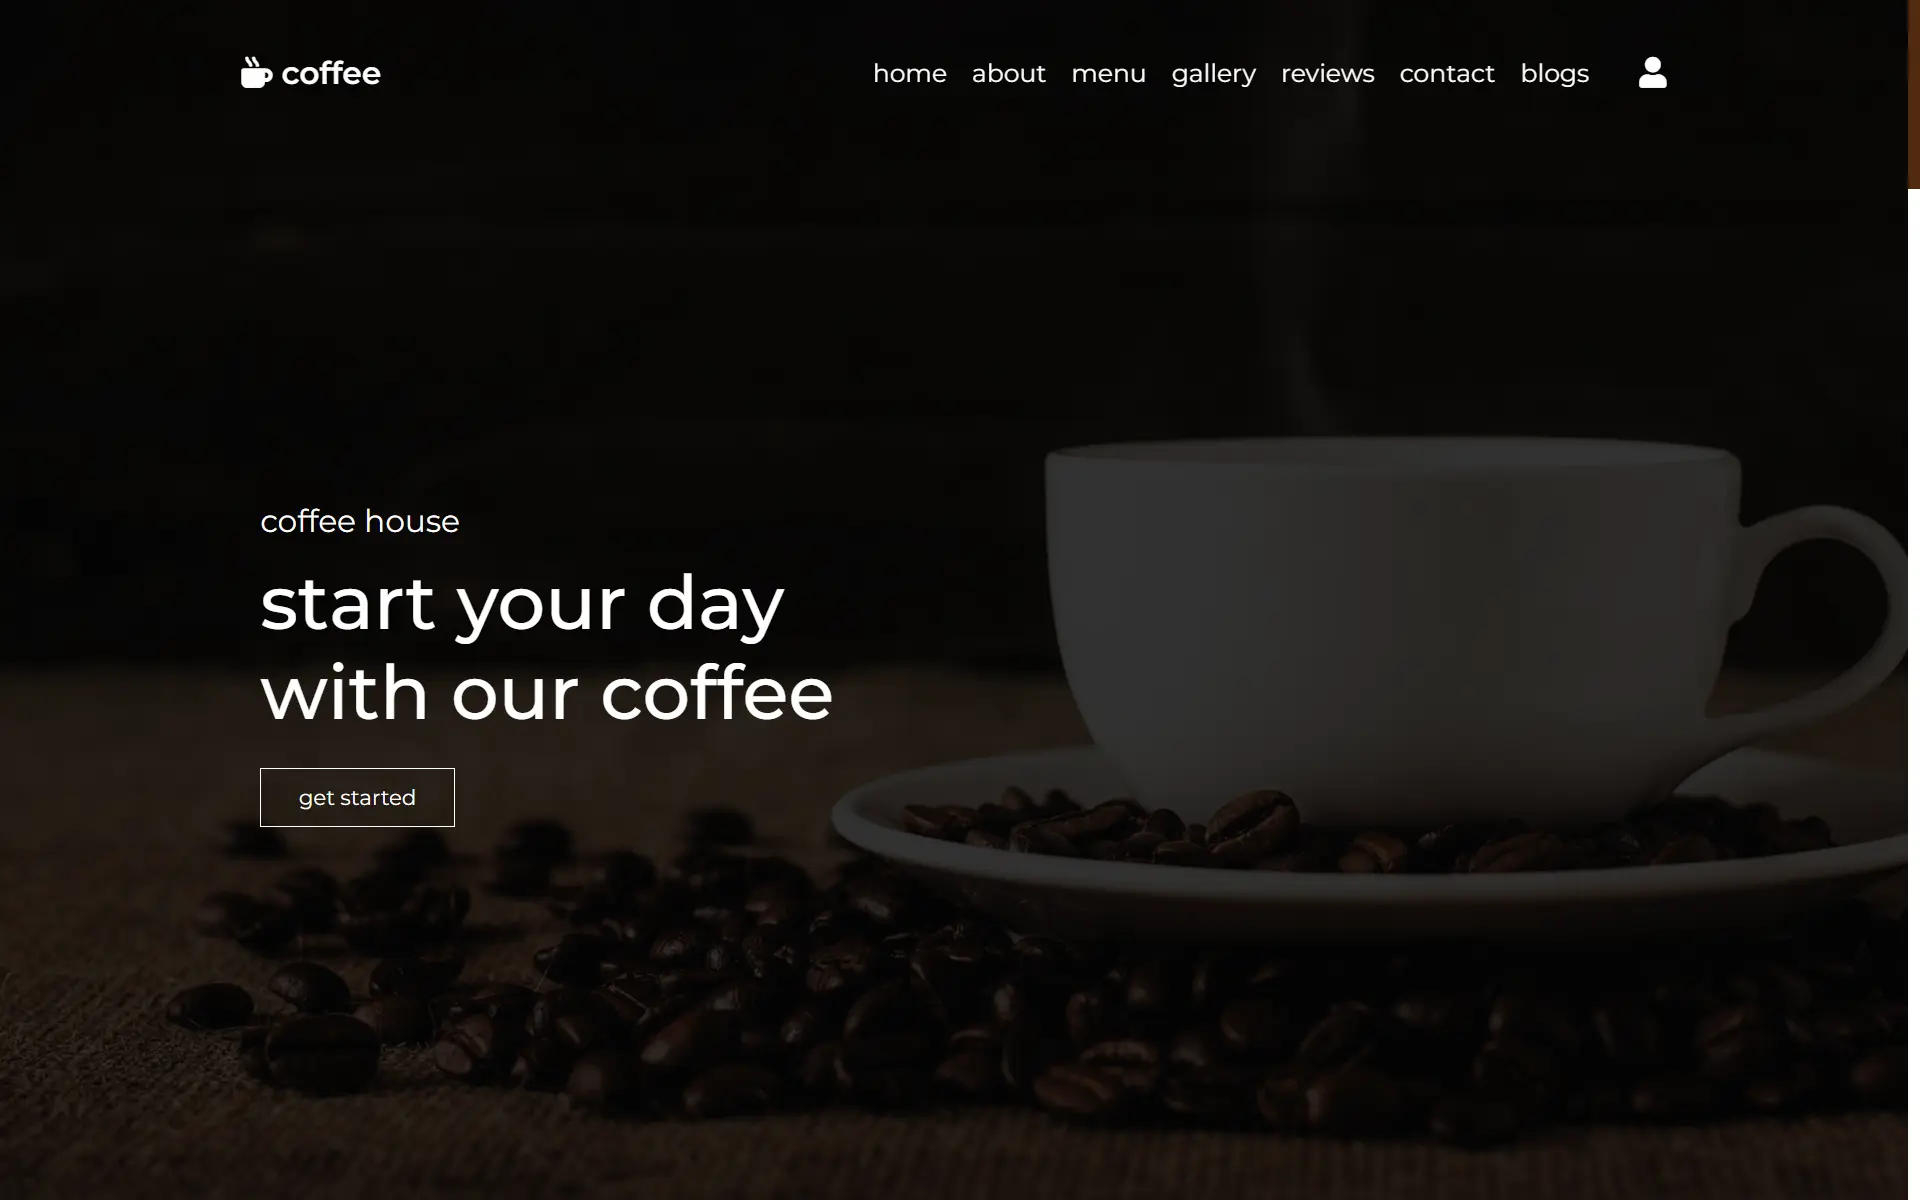 coffee
home about menu gallery reviews contact blogs
coffee house
start your day
with our coffee
get started